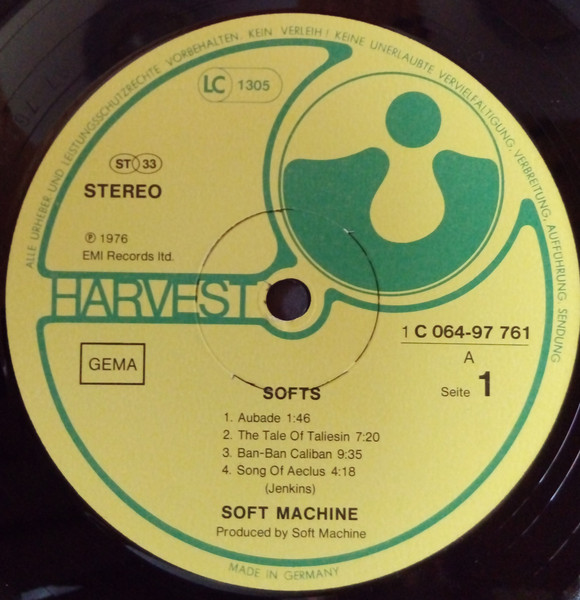 ALLE URHEBER UND LEISTUNGSSCHUTZRECHTE VORBEHALTEN. KEIN VERLEIH! KEINE UNERLAUBTE VERVIELFÄLTIGUNG, VERBREITUNG, AUFFÜHRUNG, SENDUNG
LC 1305
ST 33
STEREO
℗ 1976
EMI Records ltd.
HARVEST
1 C 064-97 761
GEMA
A
Seite 1
SOFTS
1. Aubade 1:46
2. The Tale Of Taliesin 7:20
3. Ban-Ban Caliban 9:35
4. Song Of Aeclus 4:18
(Jenkins)
SOFT MACHINE
Produced by Soft Machine
MADE IN GERMANY